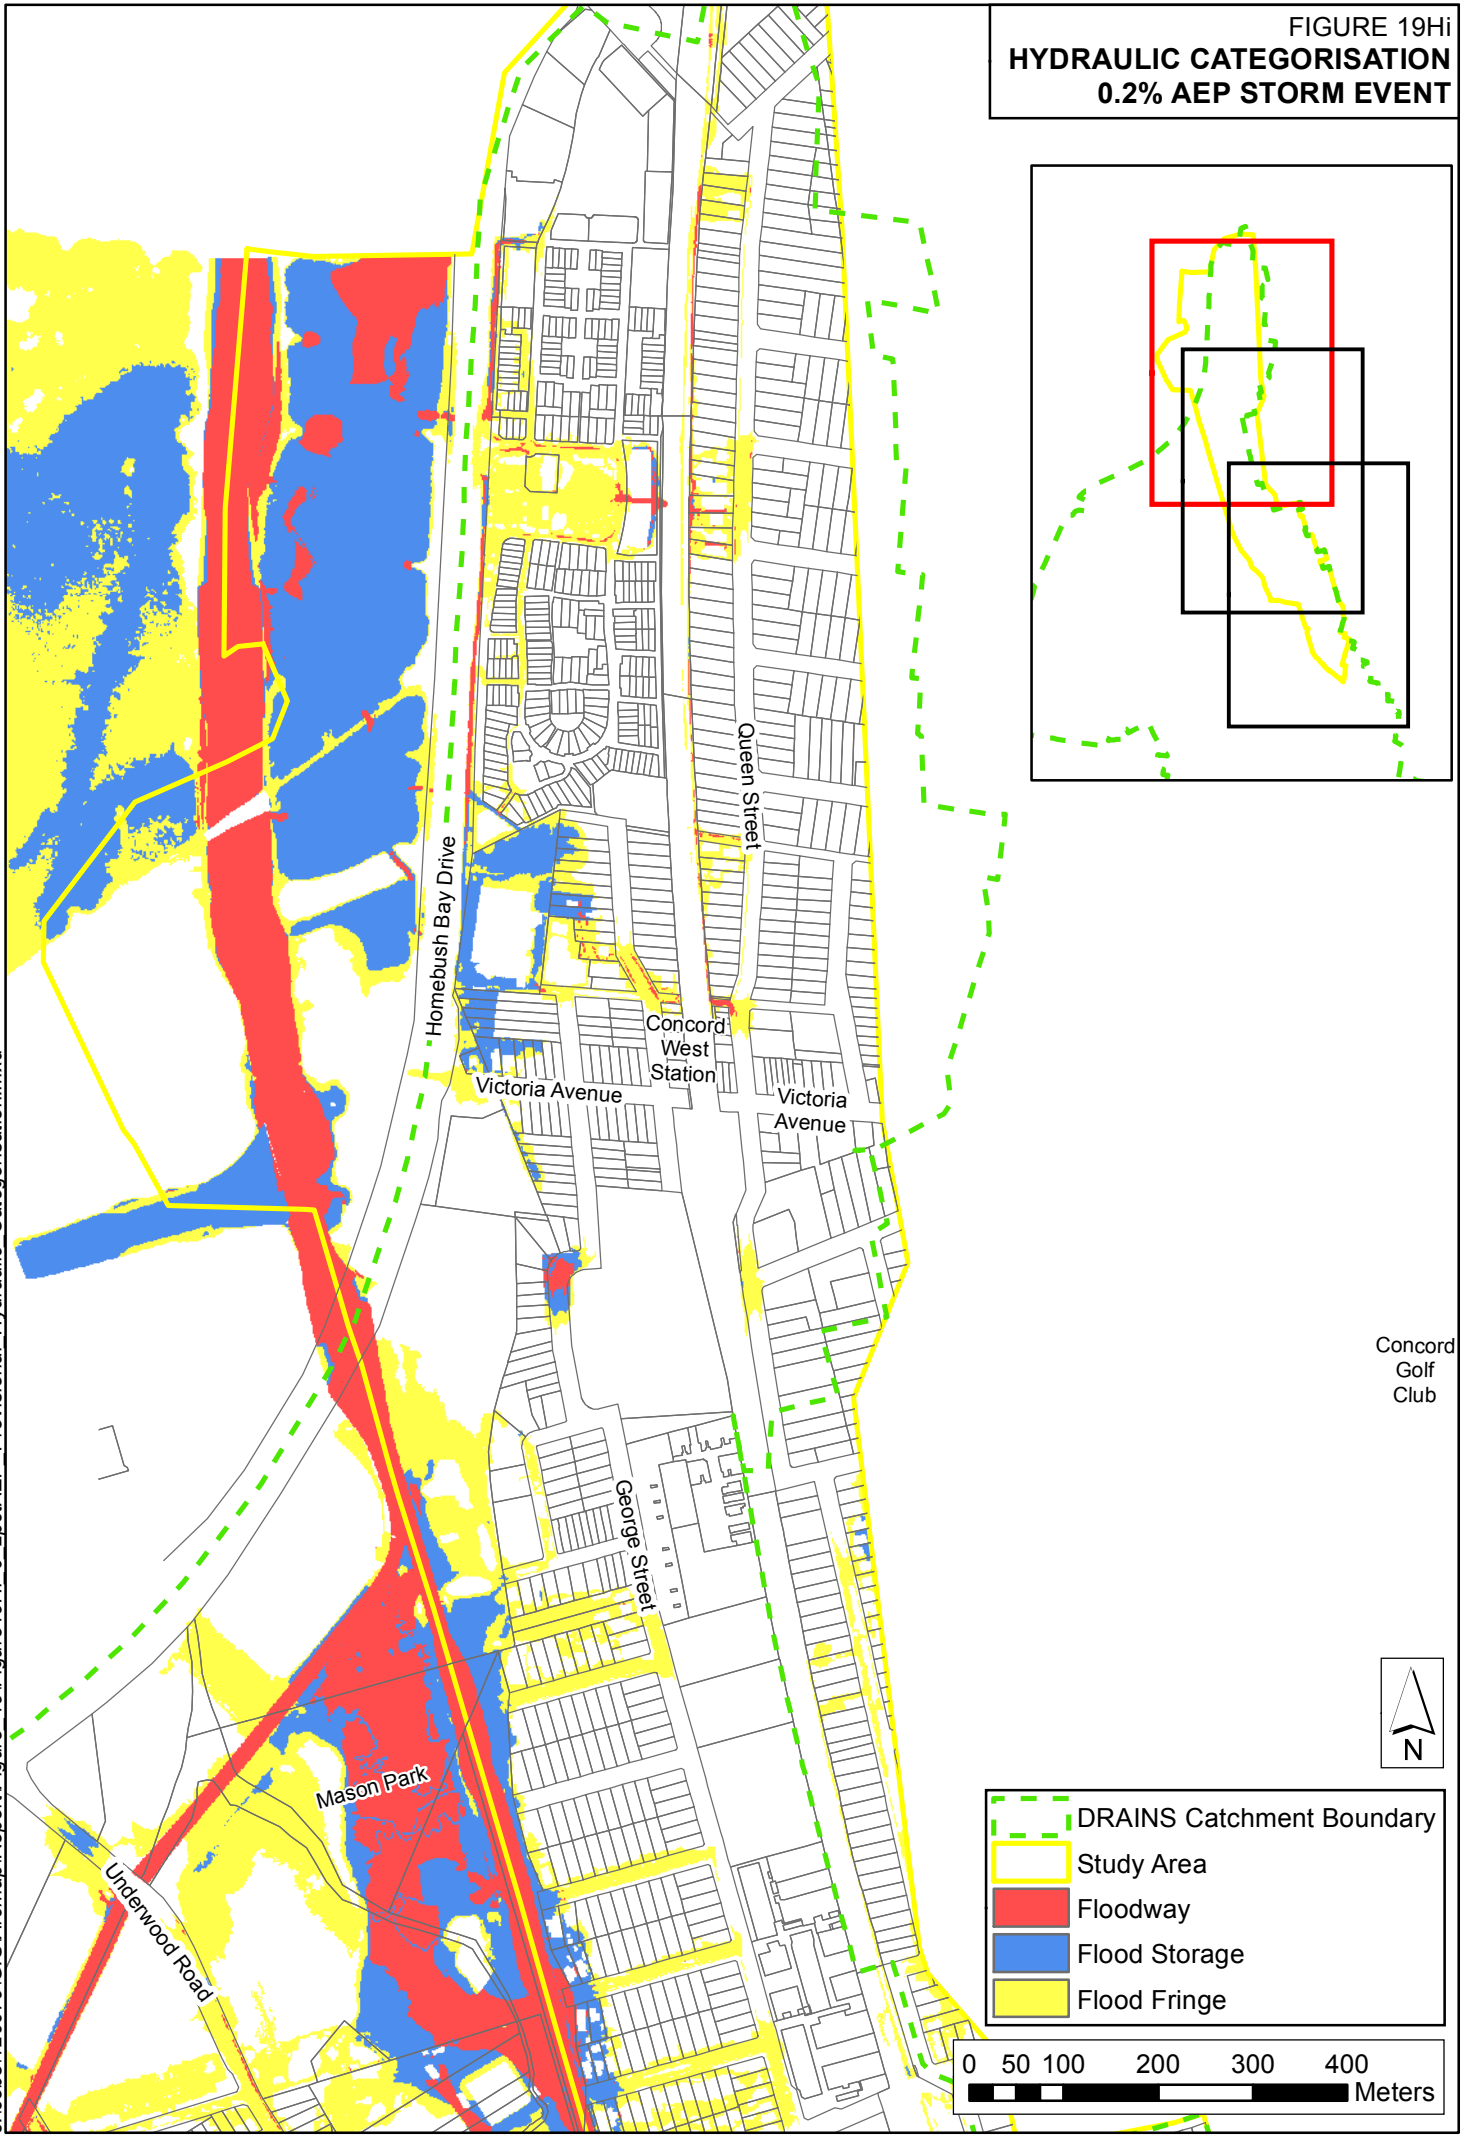 FIGURE 19Hi
HYDRAULIC CATEGORISATION
0.2% AEP STORM EVENT
Queen Street
Homebush Bay Drive
Concord
West
Station
Victoria Avenue
Victoria
Avenue
Concord
Golf
Club
George Street
Mason Park
Underwood Road
N
DRAINS Catchment Boundary
Study Area
Floodway
Flood Storage
Flood Fringe
0 50 100 200 300 400
Meters